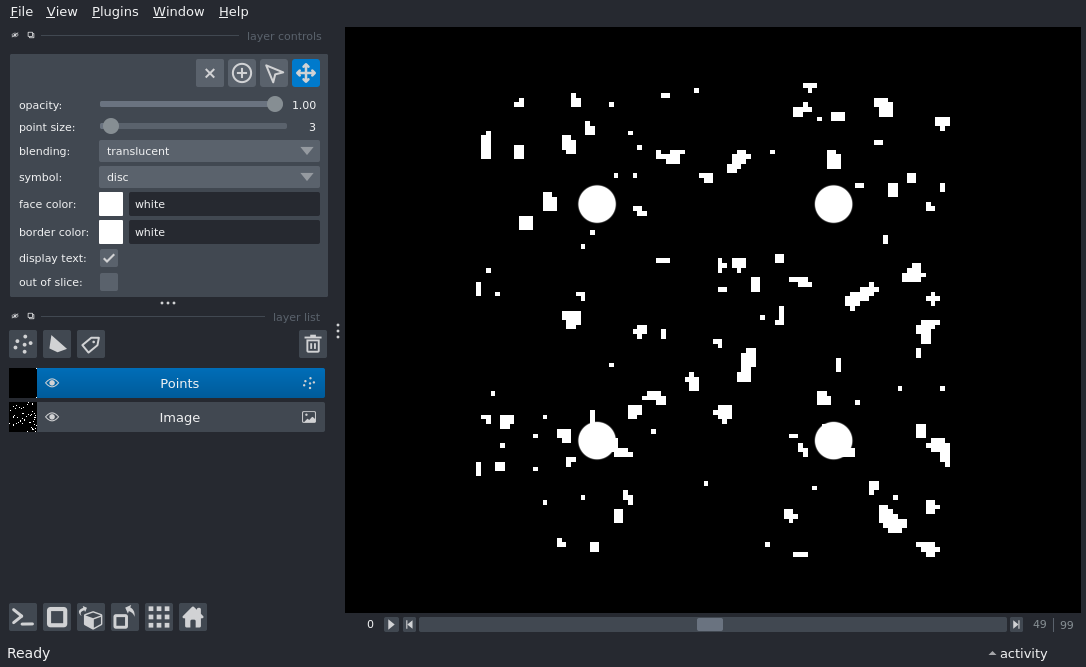 File View Plugins Window Help
layer controls
opacity: 1.00
point size: 3
blending: translucent
symbol: disc
face color: white
border color: white
display text:
out of slice:
layer list
Points
Image
0 49 | 99
Ready activity